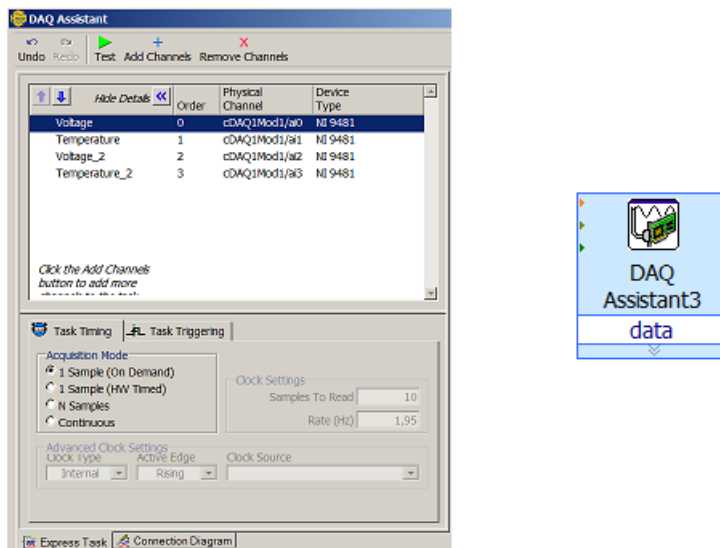 DAQ Assistant
Undo Redo Test Add Channels Remove Channels
Hide Details Order Physical Channel Device Type
Voltage 0 cDAQ1Mod1/ai0 NI 9481
Temperature 1 cDAQ1Mod1/ai1 NI 9481
Voltage_2 2 cDAQ1Mod1/ai2 NI 9481
Temperature_2 3 cDAQ1Mod1/ai3 NI 9481
Click the Add Channels
button to add more
Task Timing Task Triggering
Acquisition Mode
1 Sample (On Demand)
1 Sample (HW Timed)
N Samples
Continuous
Clock Settings
Samples To Read 10
Rate (Hz) 1,95
Advanced Clock Settings
Clock Type Active Edge Clock Source
Internal Rising
Express Task Connection Diagram
DAQ
Assistant3
data